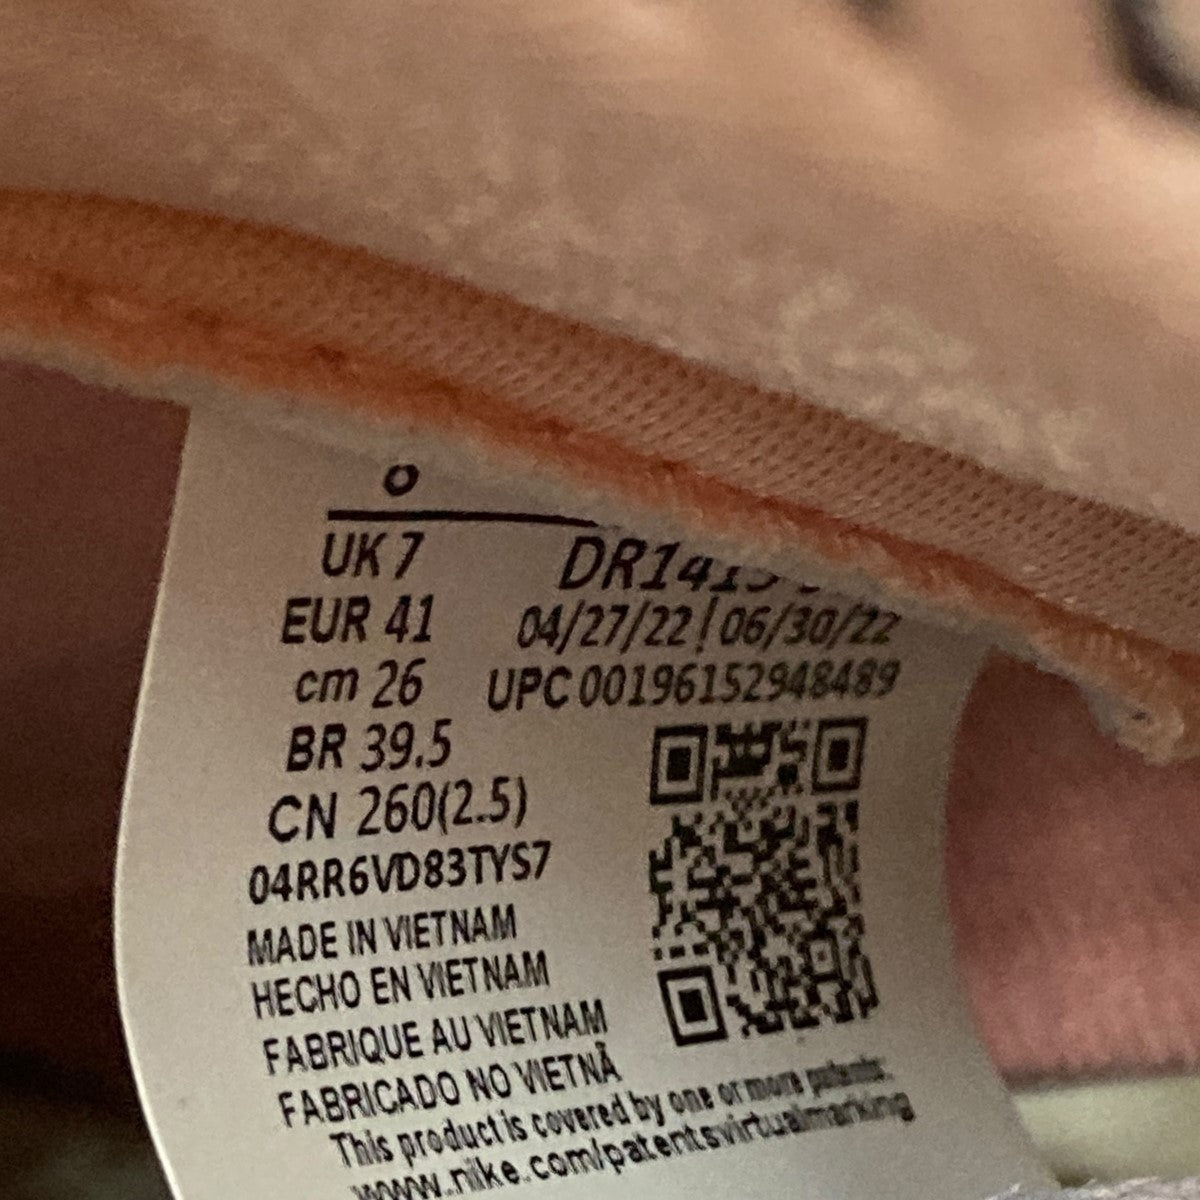 UK 7
EUR 41
cm 26
BR 39.5
CN 260(2.5)
04/27/22 | 06/30/22
UPC 00196152948489
04RR6VD83TYS7
MADE IN VIETNAM
HECHO EN VIETNAM
FABRIQUE AU VIETNAM
FABRICADO NO VIETNÃ
This product is covered by one or more patents:
www.nike.com/patentsvirtualmarking